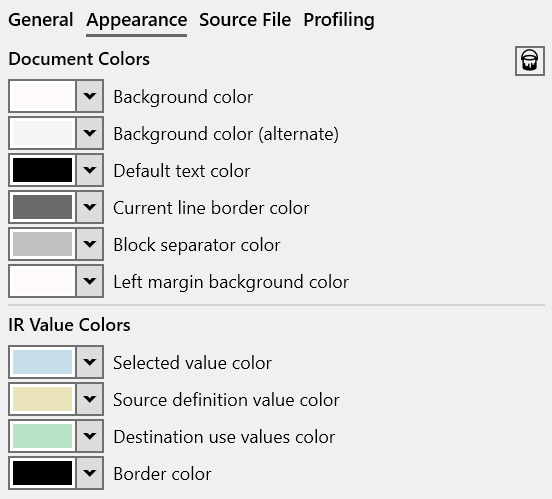 General Appearance Source File Profiling
Document Colors
Background color
Background color (alternate)
Default text color
Current line border color
Block separator color
Left margin background color
IR Value Colors
Selected value color
Source definition value color
Destination use values color
Border color